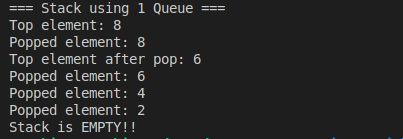 === Stack using 1 Queue ===
Top element: 8
Popped element: 8
Top element after pop: 6
Popped element: 6
Popped element: 4
Popped element: 2
Stack is EMPTY!!